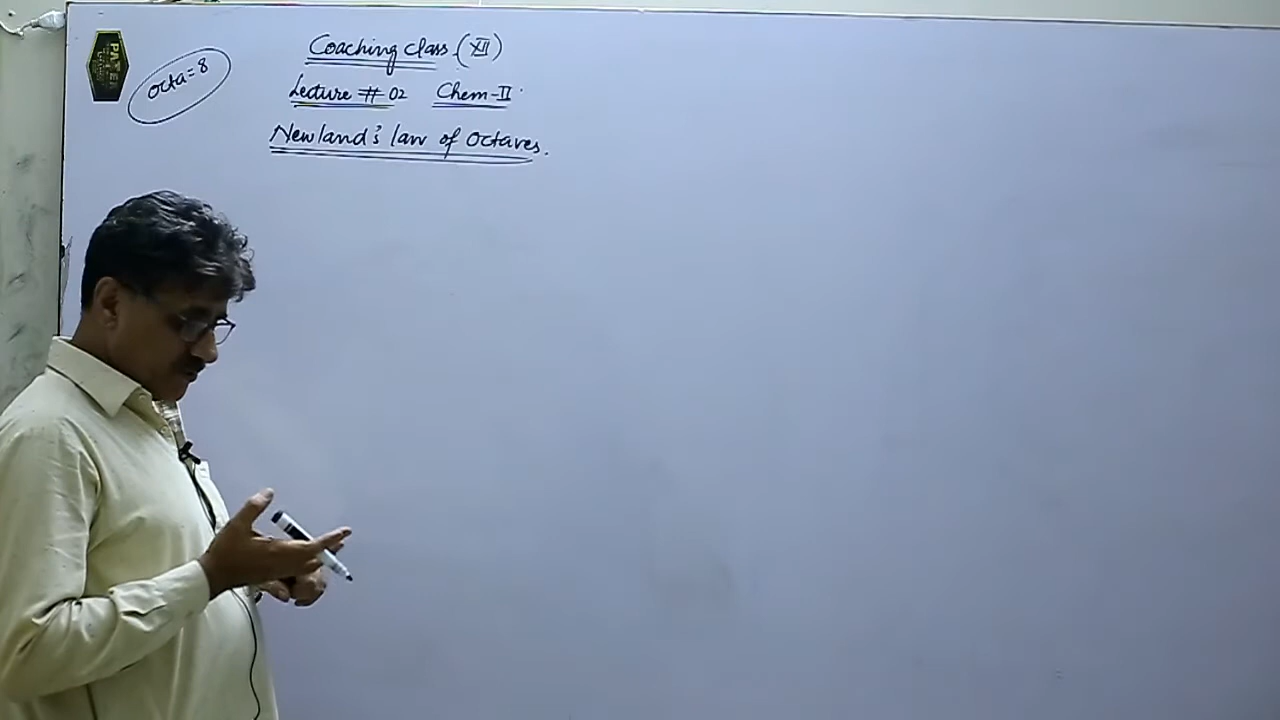 Coaching class (XII)
octa=8
Lecture # 02 Chem-II
Newland's law of Octaves.